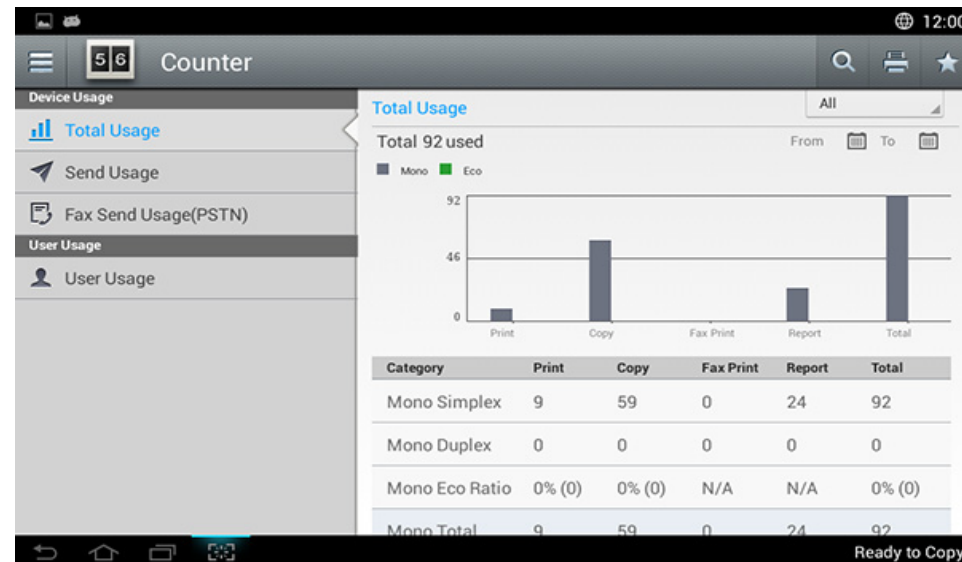 12:00
56 Counter
Device Usage
Total Usage
Send Usage
Fax Send Usage(PSTN)
User Usage
User Usage
Total Usage All
Total 92 used From To
Mono Eco
92
46
0
Print Copy Fax Print Report Total
Category Print Copy Fax Print Report Total
Mono Simplex 9 59 0 24 92
Mono Duplex 0 0 0 0 0
Mono Eco Ratio 0% (0) 0% (0) N/A N/A 0% (0)
Mono Total 9 59 0 24 92
Ready to Copy